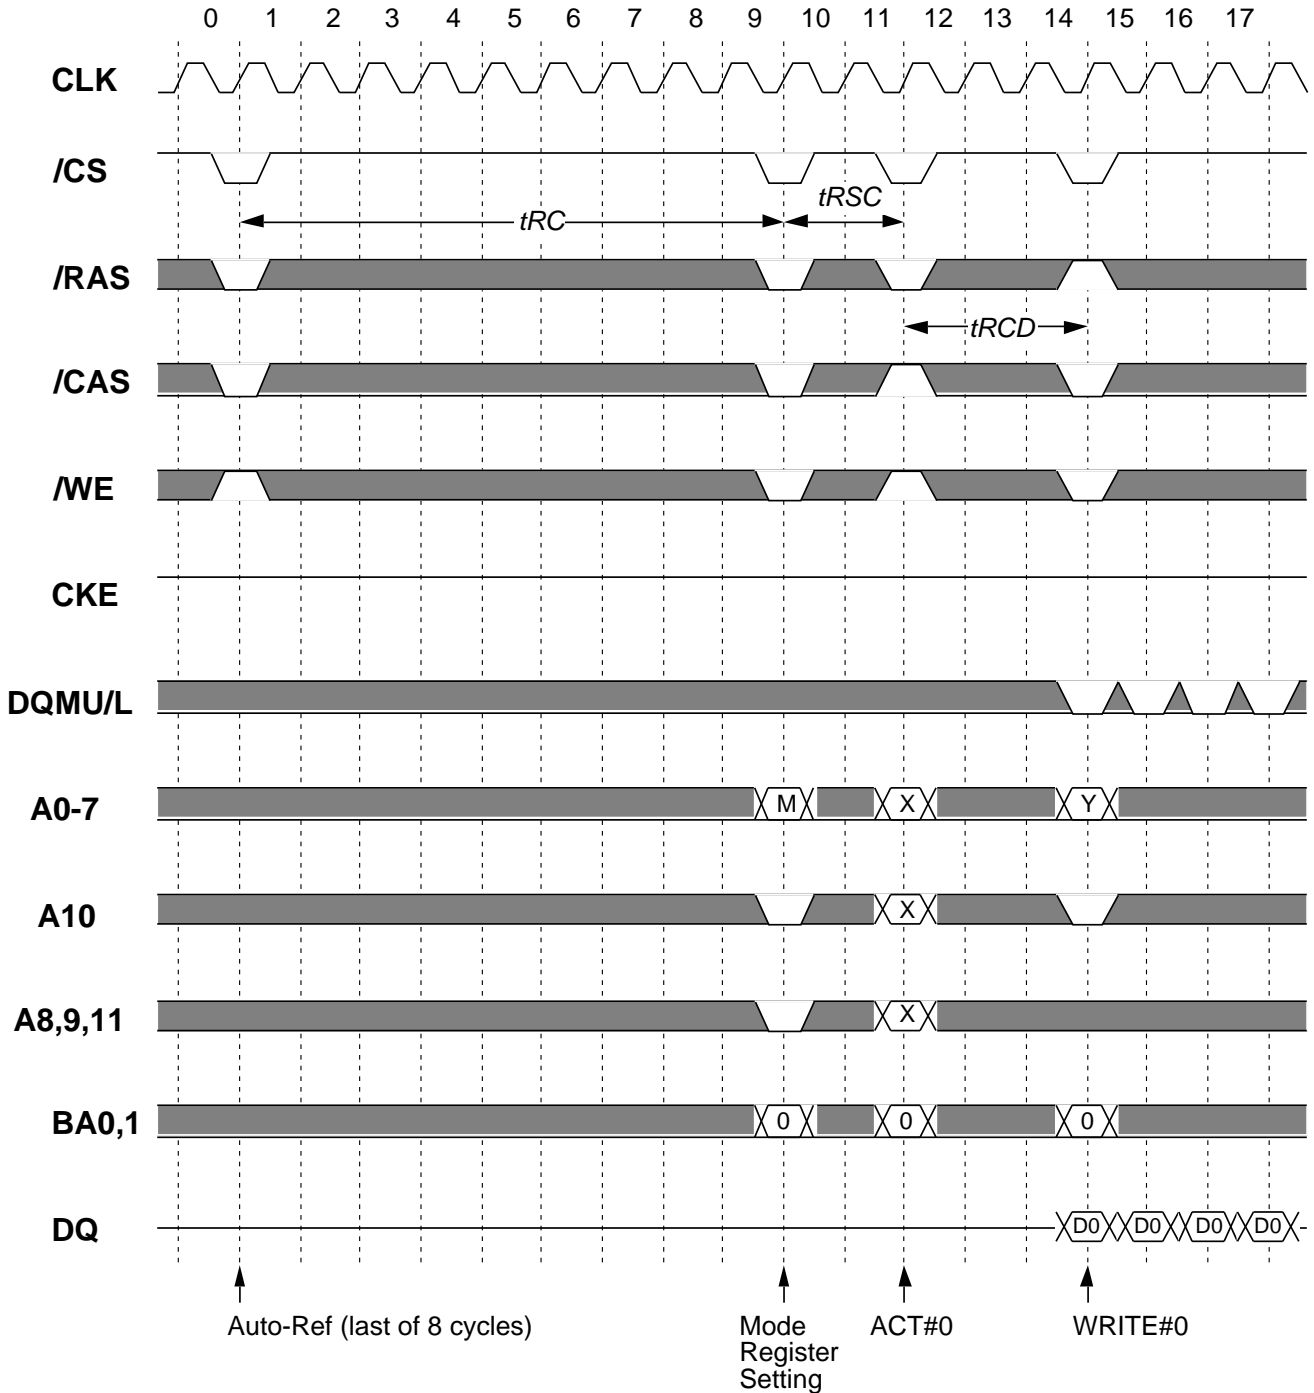 0 1 2 3 4 5 6 7 8 9 10 11 12 13 14 15 16 17
CLK
/CS
tRSC
tRC
/RAS
tRCD
/CAS
/WE
CKE
DQMU/L
A0-7 M X Y
A10 X
A8,9,11 X
BA0,1 0 0 0
DQ D0 D0 D0 D0
Auto-Ref (last of 8 cycles) Mode ACT#0 WRITE#0
Register
Setting